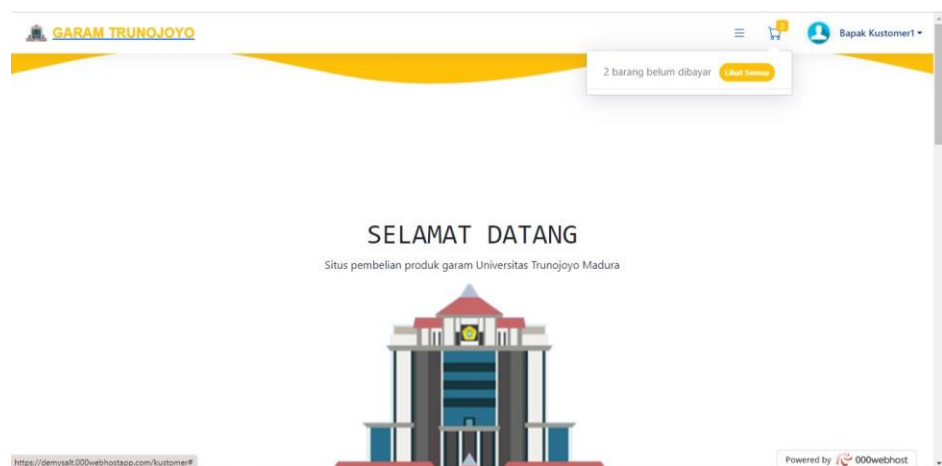 GARAM TRUNOJOYO
2
Bapak Kustomer1
2 barang belum dibayar Lihat Semua
SELAMAT DATANG
Situs pembelian produk garam Universitas Trunojoyo Madura
https://demysalt.000webhostapp.com/kustomer#
Powered by 000webhost